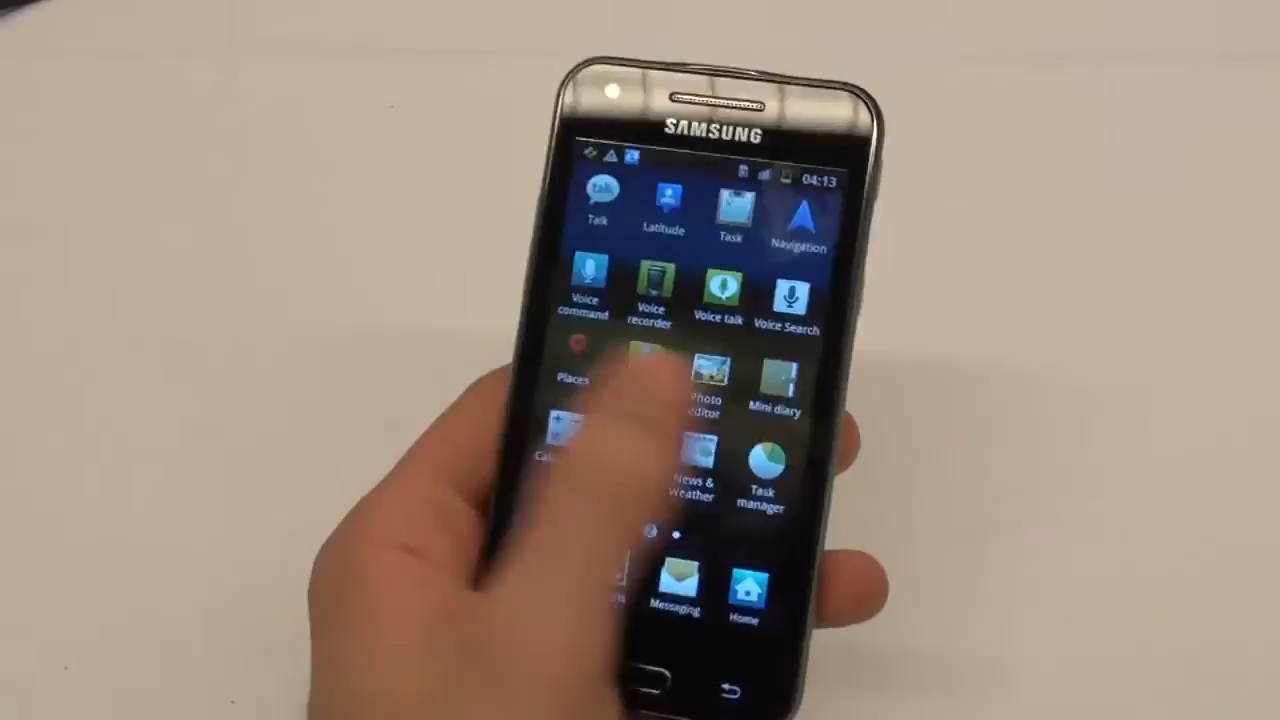 SAMSUNG
04:13
talk
Talk
Latitude
Task
Navigation
Voice
command
Voice
recorder
Voice talk
Voice Search
Places
Photo
editor
Mini diary
News &
Weather
Task
manager
Messaging
Home